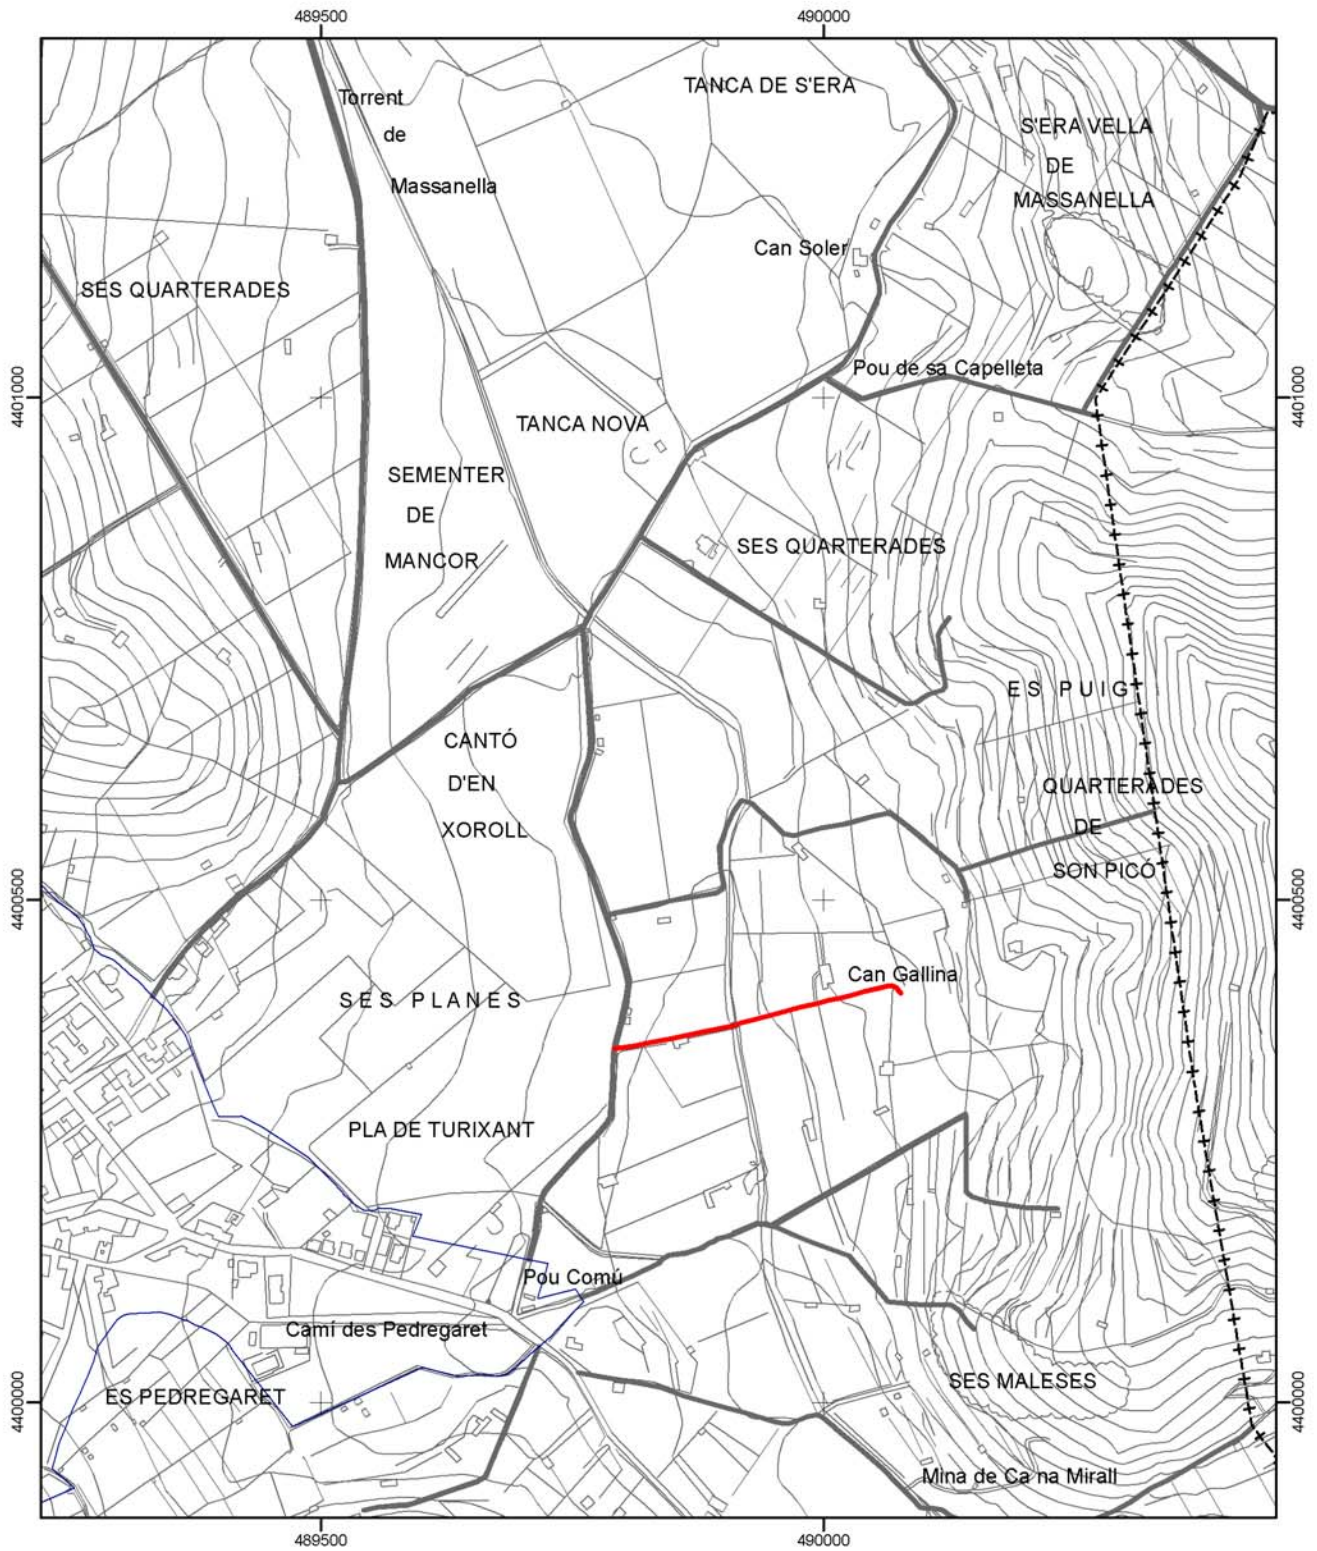 489500
490000
TANCA DE S'ERA
Torrent
de
Massanella
S'ERA VELLA
DE
MASSANELLA
Can Soler
SES QUARTERADES
Pou de sa Capelleta
4401000
4401000
TANCA NOVA
SEMENTER
DE
MANCOR
SES QUARTERADES
ES PUIG
CANTÓ
D'EN
XOROLL
QUARTERADES
DE
SON PICÓ
4400500
4400500
Can Gallina
SES PLANES
PLA DE TURIXANT
Pou Comú
Camí des Pedregaret
ES PEDREGARET
SES MALESES
4400000
4400000
Mina de Ca na Mirall
489500
490000